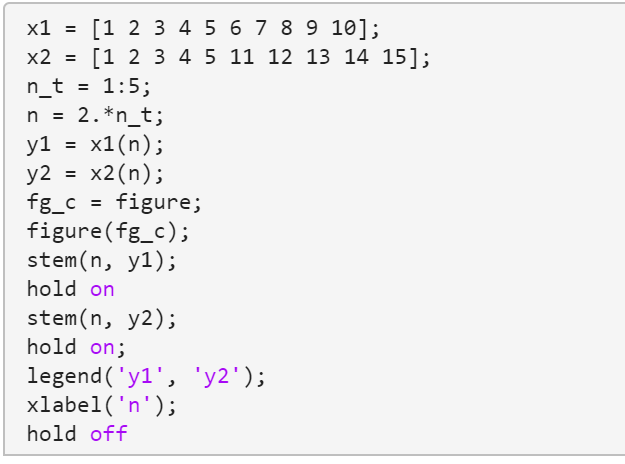 x1 = [1 2 3 4 5 6 7 8 9 10];
x2 = [1 2 3 4 5 11 12 13 14 15];
n_t = 1:5;
n = 2.*n_t;
y1 = x1(n);
y2 = x2(n);
fg_c = figure;
figure(fg_c);
stem(n, y1);
hold on
stem(n, y2);
hold on;
legend('y1', 'y2');
xlabel('n');
hold off